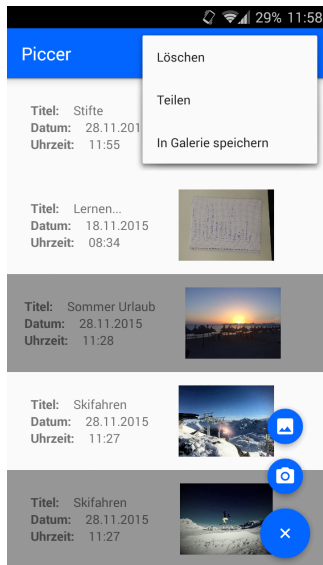 29% 11:58
Piccer
Löschen
Teilen
In Galerie speichern
Titel: Stifte
Datum: 28.11.201
Uhrzeit: 11:55
Titel: Lernen...
Datum: 18.11.2015
Uhrzeit: 08:34
Titel: Sommer Urlaub
Datum: 28.11.2015
Uhrzeit: 11:28
Titel: Skifahren
Datum: 28.11.2015
Uhrzeit: 11:27
Titel: Skifahren
Datum: 28.11.2015
Uhrzeit: 11:27